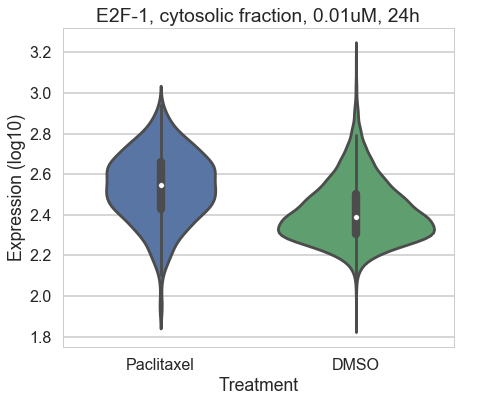 E2F-1, cytosolic fraction, 0.01uM, 24h
Expression (log10)
3.2
3.0
2.8
2.6
2.4
2.2
2.0
1.8
Paclitaxel DMSO
Treatment